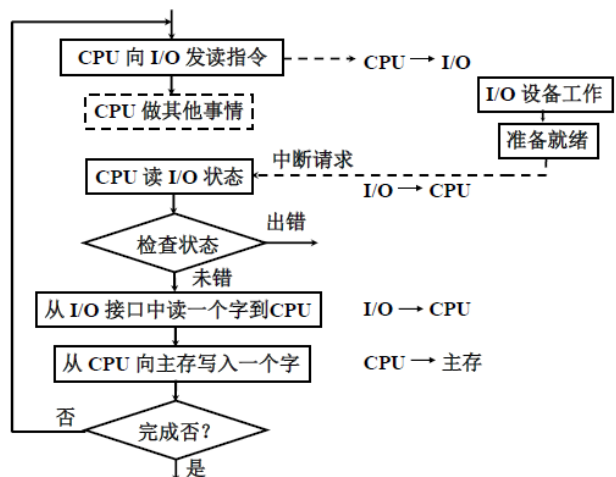 CPU 向 I/O 发读指令
CPU → I/O
CPU 做其他事情
I/O 设备工作
准备就绪
中断请求
CPU 读 I/O 状态
I/O → CPU
出错
检查状态
未错
从 I/O 接口中读一个字到CPU
I/O → CPU
从 CPU 向主存写入一个字
CPU → 主存
否
完成否？
是